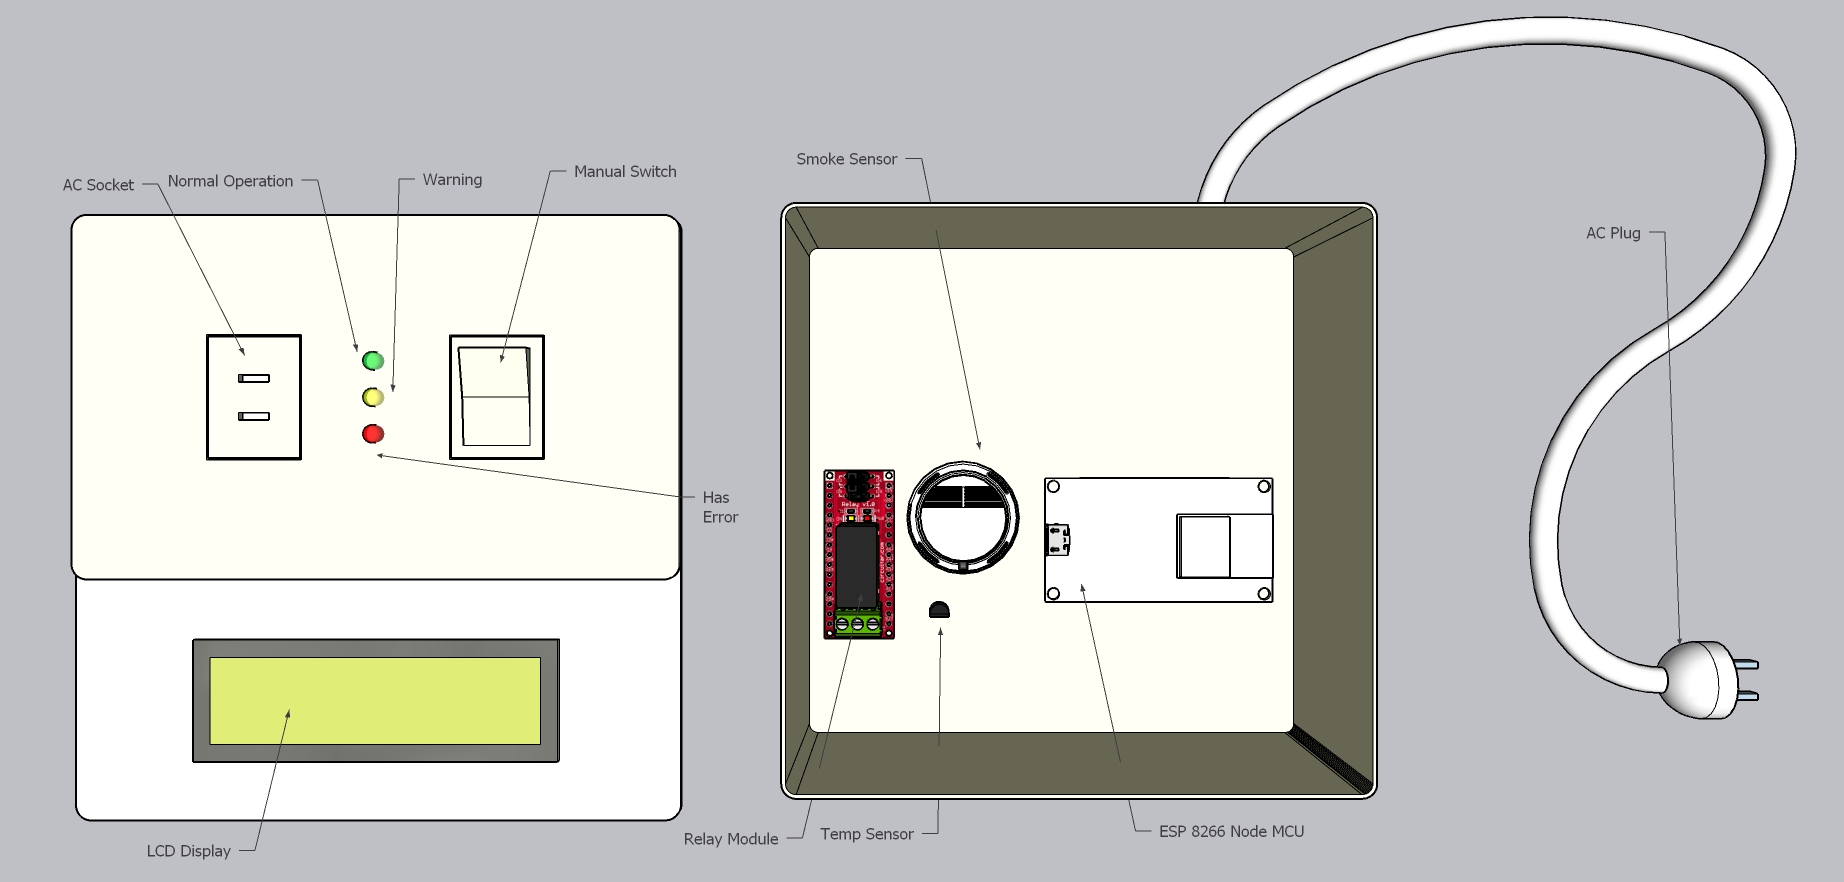 Smoke Sensor
Manual Switch
AC Socket
Normal Operation
Warning
AC Plug
Has
Error
Relay v1.0
LCD Display
Relay Module
Temp Sensor
ESP 8266 Node MCU